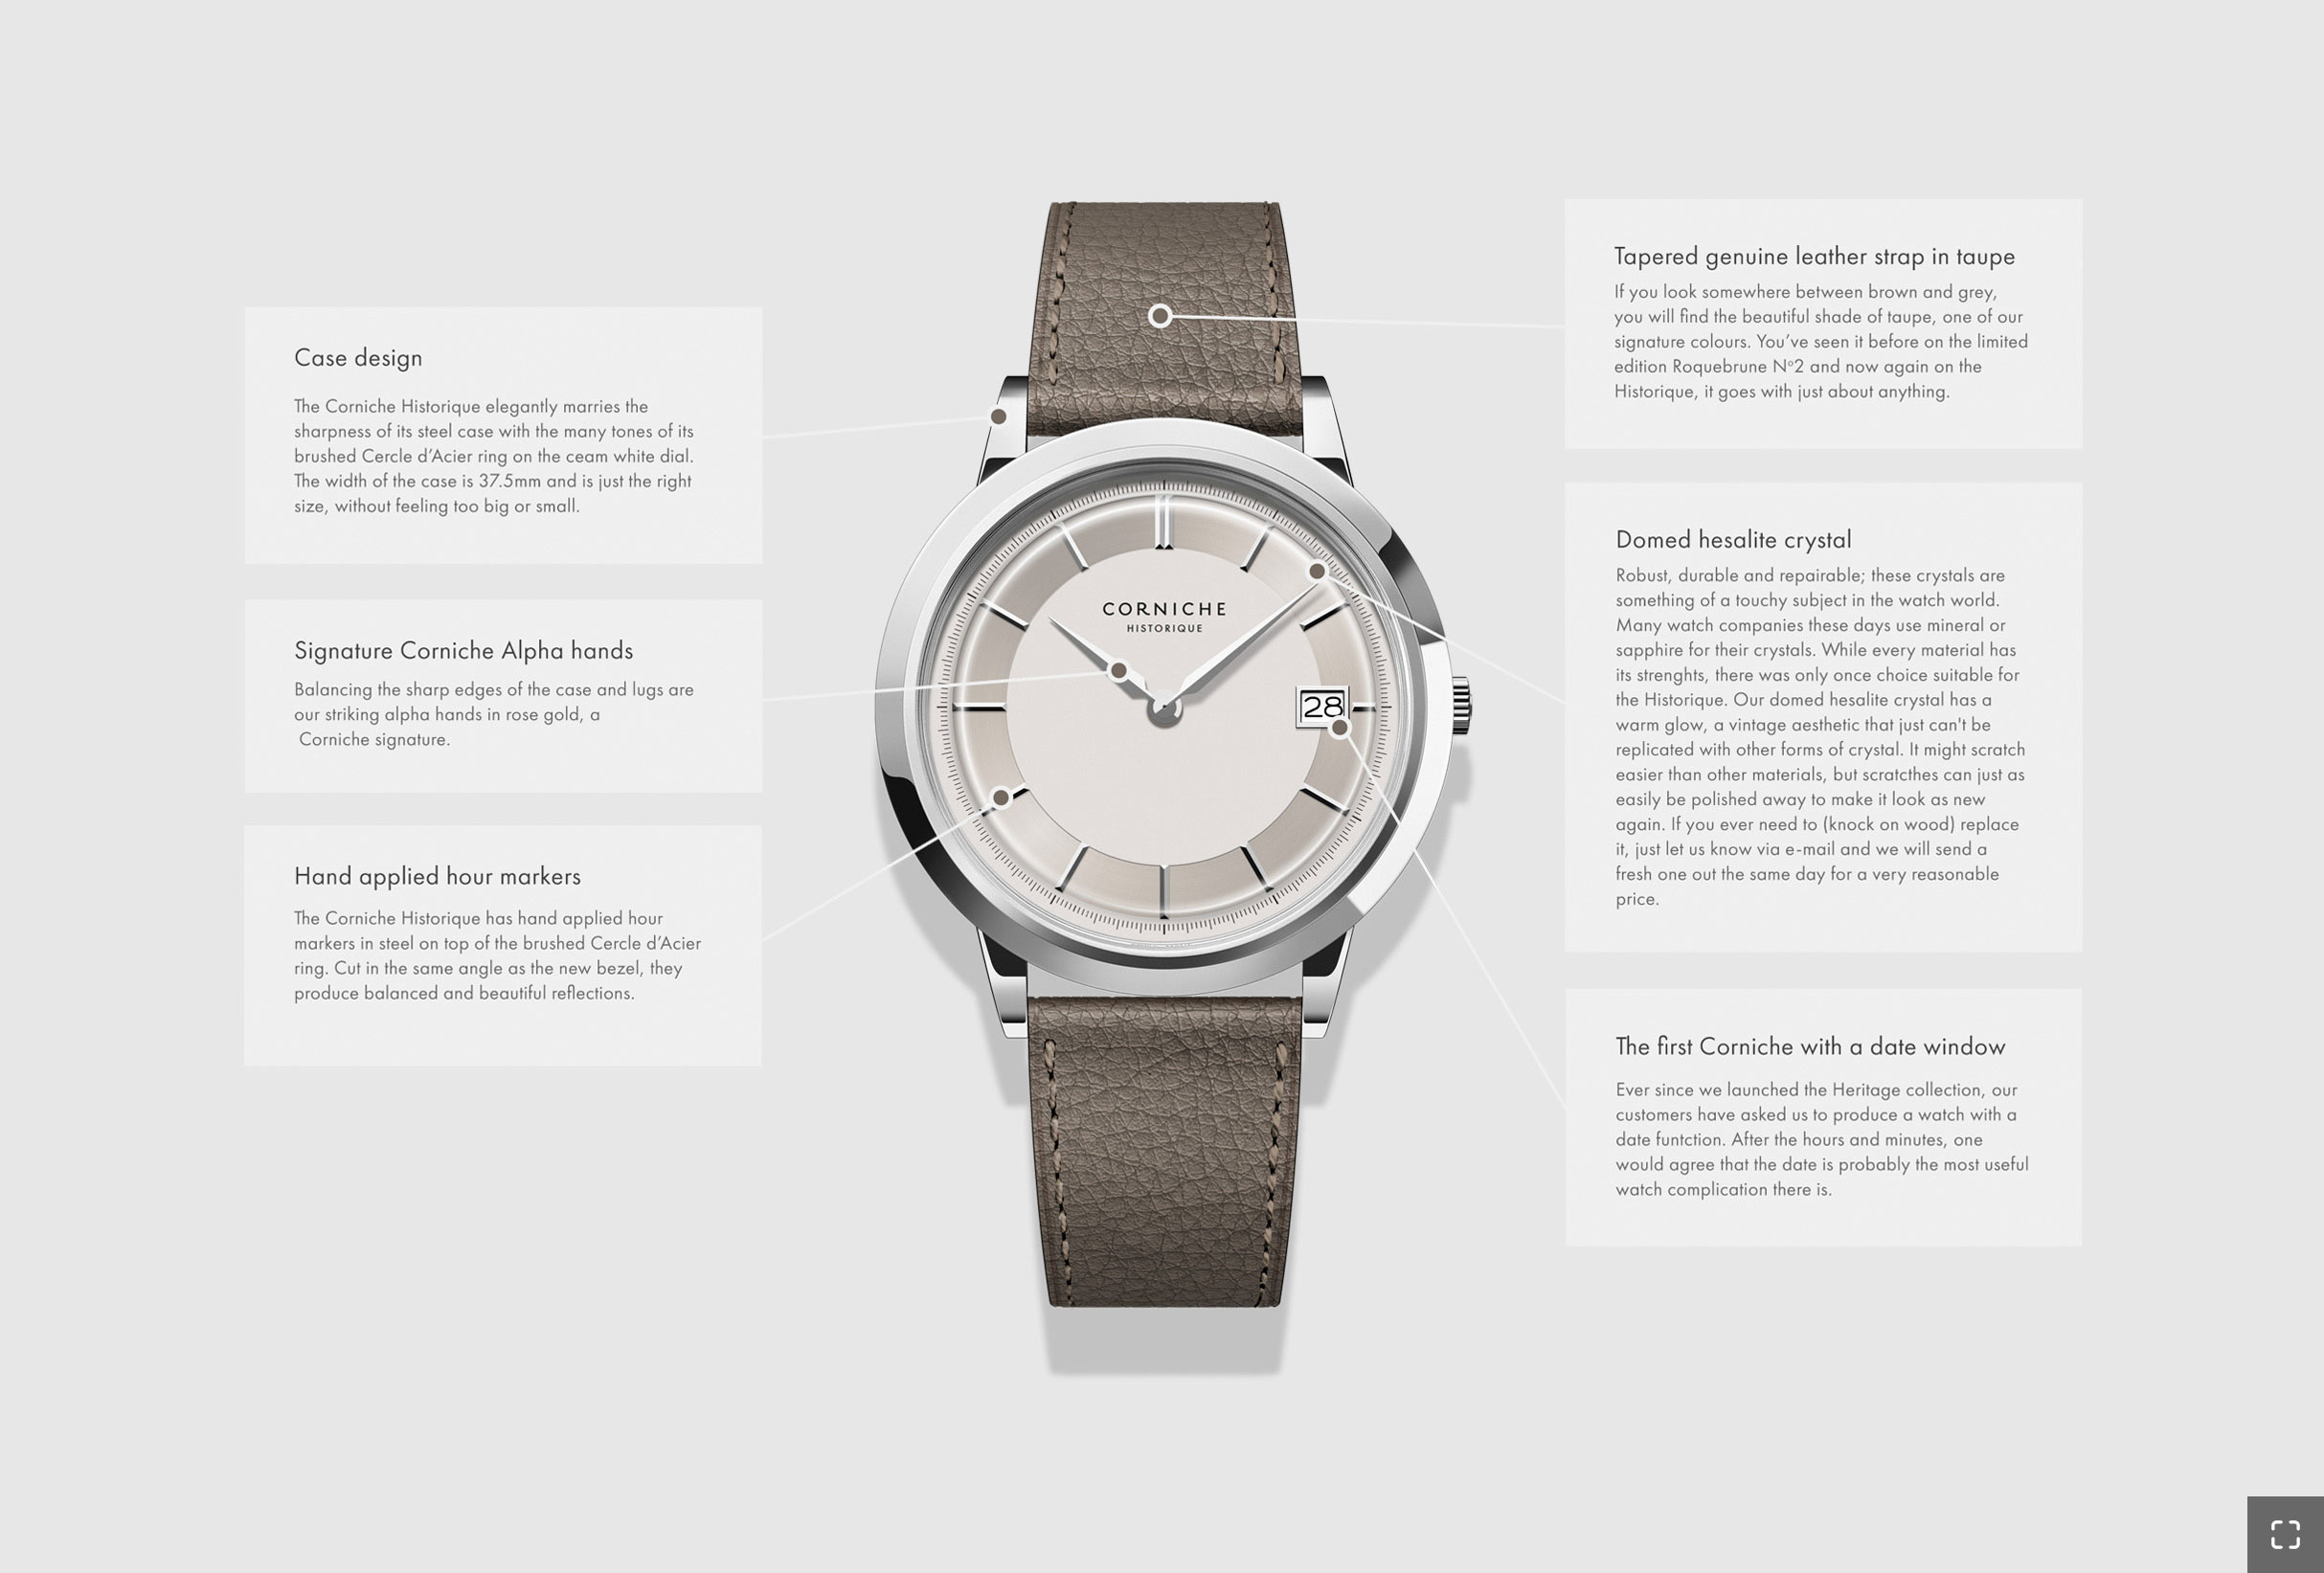 Case design
The Corniche Historique elegantly marries the
sharpness of its steel case with the many tones of its
brushed Cercle d’Acier ring on the ceam white dial.
The width of the case is 37.5mm and is just the right
size, without feeling too big or small.
Signature Corniche Alpha hands
Balancing the sharp edges of the case and lugs are
our striking alpha hands in rose gold, a
Corniche signature.
Hand applied hour markers
The Corniche Historique has hand applied hour
markers in steel on top of the brushed Cercle d’Acier
ring. Cut in the same angle as the new bezel, they
produce balanced and beautiful reflections.
CORNICHE
HISTORIQUE
28
Tapered genuine leather strap in taupe
If you look somewhere between brown and grey,
you will find the beautiful shade of taupe, one of our
signature colours. You’ve seen it before on the limited
edition Roquebrune N°2 and now again on the
Historique, it goes with just about anything.
Domed hesalite crystal
Robust, durable and repairable; these crystals are
something of a touchy subject in the watch world.
Many watch companies these days use mineral or
sapphire for their crystals. While every material has
its strenghts, there was only once choice suitable for
the Historique. Our domed hesalite crystal has a
warm glow, a vintage aesthetic that just can't be
replicated with other forms of crystal. It might scratch
easier than other materials, but scratcthes can just as
easily be polished away to make it look as new
again. If you ever need to (knock on wood) replace
it, just let us know via e-mail and we will send a
fresh one out the same day for a very reasonable
price.
The first Corniche with a date window
Ever since we launched the Heritage collection, our
customers have asked us to produce a watch with a
date funtction. After the hours and minutes, one
would agree that the date is probably the most useful
watch complication there is.